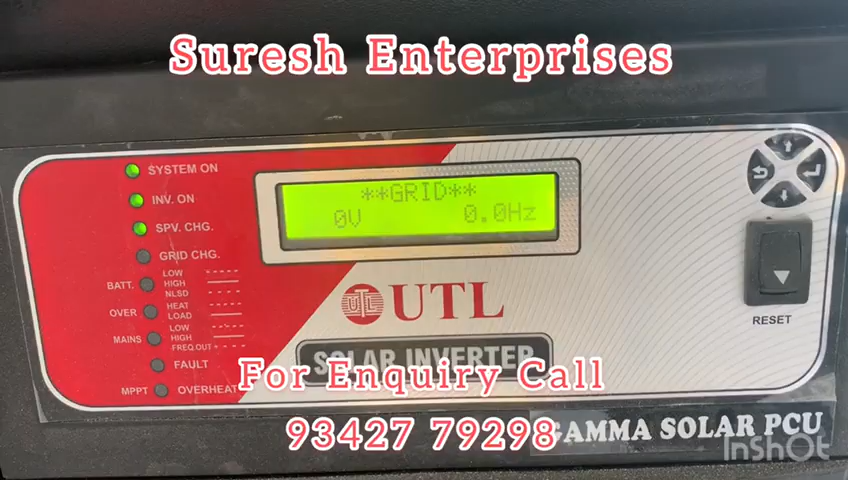 Suresh Enterprises
SYSTEM ON
INV. ON
SPV. CHG.
GRID CHG.
BATT.
LOW
HIGH
NLSD
OVER
HEAT
LOAD
MAINS
LOW
HIGH
FREQ.OUT
FAULT
MPPT
OVERHEAT
**GRID**
0V 0.0Hz
UTL
UTL
SOLAR INVERTER
RESET
For Enquiry Call
93427 79298
GAMMA SOLAR PCU
InShOt